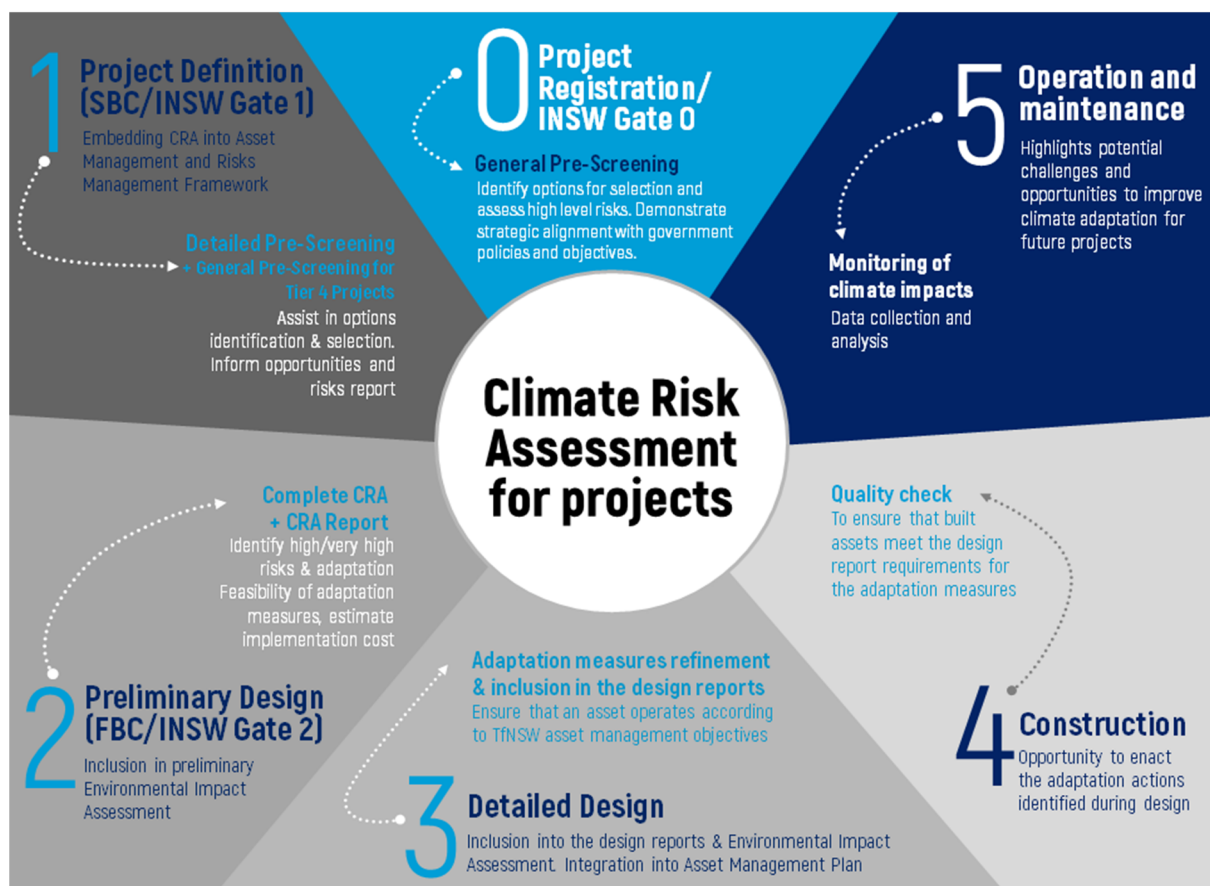 0
Project
Registration/
INSW Gate 0
General Pre-Screening
Identify options for selection and
assess high level risks. Demonstrate
strategic alignment with government
policies and objectives.
1
Project Definition
(SBC/INSW Gate 1)
Embedding CRA into Asset
Management and Risks
Management Framework
Detailed Pre-Screening
+ General Pre-Screening for
Tier 4 Projects
Assist in options
identification & selection.
Inform opportunities and
risks report
Climate Risk
Assessment
for projects
Complete CRA
+ CRA Report
Identify high/very high
risks & adaptation
Feasibility of adaptation
measures, estimate
implementation cost
2
Preliminary Design
(FBC/INSW Gate 2)
Inclusion in preliminary
Environmental Impact
Assessment
Adaptation measures refinement
& inclusion in the design reports
Ensure that an asset operates according
to TfNSW asset management objectives
3
Detailed Design
Inclusion into the design reports & Environmental Impact
Assessment. Integration into Asset Management Plan
Quality check
To ensure that built
assets meet the design
report requirements for
the adaptation measures
4
Construction
Opportunity to enact
the adaptation actions
identified during design
5
Operation and
maintenance
Highlights potential
challenges and
opportunities to improve
climate adaptation for
future projects
Monitoring of
climate impacts
Data collection and
analysis